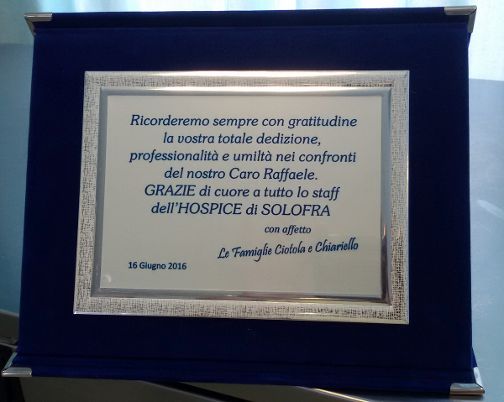 Ricorderemo sempre con gratitudine
la vostra totale dedizione,
professionalità e umiltà nei confronti
del nostro Caro Raffaele.
GRAZIE di cuore a tutto lo staff
dell'HOSPICE di SOLOFRA
con affetto
Le Famiglie Ciotola e Chiariello
16 Giugno 2016